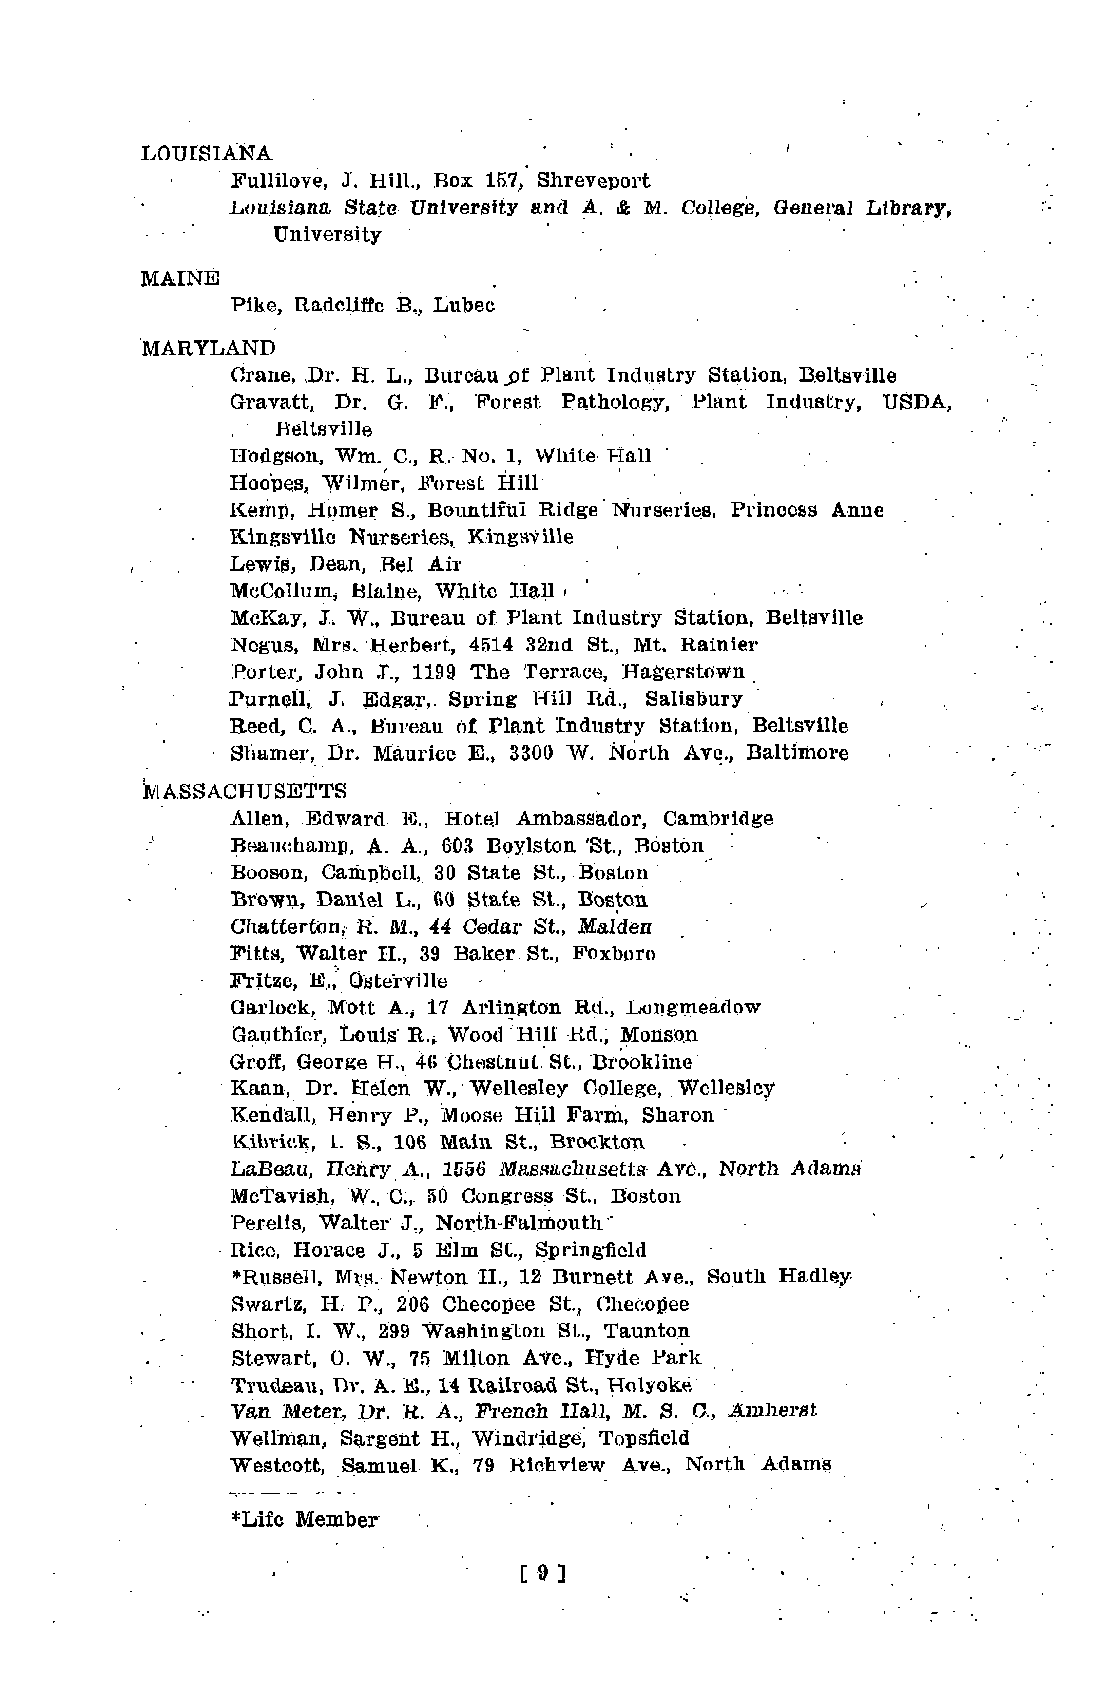 LOUISIANA
Fullilove, J. Hill., Box 157, Shreveport
Louisiana State University and A. & M. College, General Library,
University
MAINE
Pike, Radcliffe B., Lubec
MARYLAND
Crane, Dr. H. L., Bureau of Plant Industry Station, Beltsville
Gravatt, Dr. G. F., Forest Pathology, Plant Industry, USDA,
Beltsville
Hodgson, Wm. C., R. No. 1, White Hall
Hoopes, Wilmer, Forest Hill
Kemp, Homer S., Bountiful Ridge Nurseries, Princess Anne
Kingsville Nurseries, Kingsville
Lewis, Dean, Bel Air
McCollum, Blaine, White Hall
McKay, J. W., Bureau of Plant Industry Station, Beltsville
Negus, Mrs. Herbert, 4514 32nd St., Mt. Rainier
Porter, John J., 1199 The Terrace, Hagerstown
Purnell, J. Edgar, Spring Hill Rd., Salisbury
Reed, C. A., Bureau of Plant Industry Station, Beltsville
Shamer, Dr. Maurice E., 3300 W. North Ave., Baltimore
MASSACHUSETTS
Allen, Edward E., Hotel Ambassador, Cambridge
Beauchamp, A. A., 603 Boylston St., Boston
Booson, Campbell, 30 State St., Boston
Brown, Daniel L., 60 State St., Boston
Chatterton, R. M., 44 Cedar St., Malden
Fitts, Walter H., 39 Baker St., Foxboro
Fritze, E., Osterville
Garlock, Mott A., 17 Arlington Rd., Longmeadow
Gauthier, Louis R., Wood Hill Rd., Monson
Groff, George H., 46 Chestnut St., Brookline
Kaan, Dr. Helen W., Wellesley College, Wellesley
Kendall, Henry P., Moose Hill Farm, Sharon
Kibrick, I. S., 106 Main St., Brockton
LaBeau, Henry A., 1556 Massachusetts Ave., North Adams
McTavish, W. C., 50 Congress St., Boston
Perells, Walter J., North Falmouth
Rice, Horace J., 5 Elm St., Springfield
*Russell, Mrs. Newton H., 12 Burnett Ave., South Hadley
Swartz, H. P., 206 Checopee St., Checopee
Short, I. W., 299 Washington St., Taunton
Stewart, O. W., 75 Milton Ave., Hyde Park
Trudeau, Dr. A. E., 14 Railroad St., Holyoke
Van Meter, Dr. R. A., French Hall, M. S. C., Amherst
Wellman, Sargent H., Windridge, Topsfield
Westcott, Samuel K., 79 Richview Ave., North Adams
*Life Member
[ 9 ]